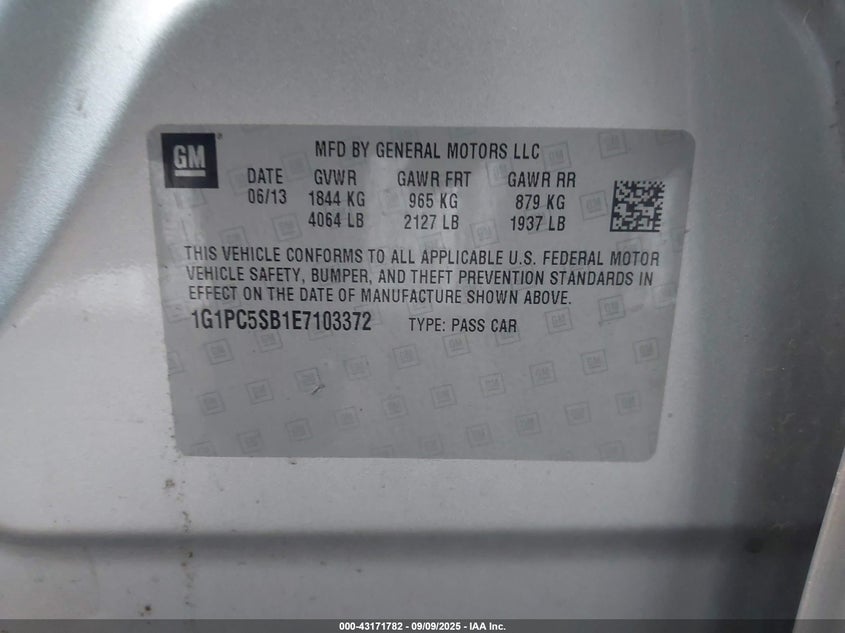 GM
MFD BY GENERAL MOTORS LLC
DATE GVWR GAWR FRT GAWR RR
06/13 1844 KG 965 KG 879 KG
4064 LB 2127 LB 1937 LB
THIS VEHICLE CONFORMS TO ALL APPLICABLE U.S. FEDERAL MOTOR
VEHICLE SAFETY, BUMPER, AND THEFT PREVENTION STANDARDS IN
EFFECT ON THE DATE OF MANUFACTURE SHOWN ABOVE.
1G1PC5SB1E7103372 TYPE: PASS CAR
000-43171782 - 09/09/2025 - IAA Inc.